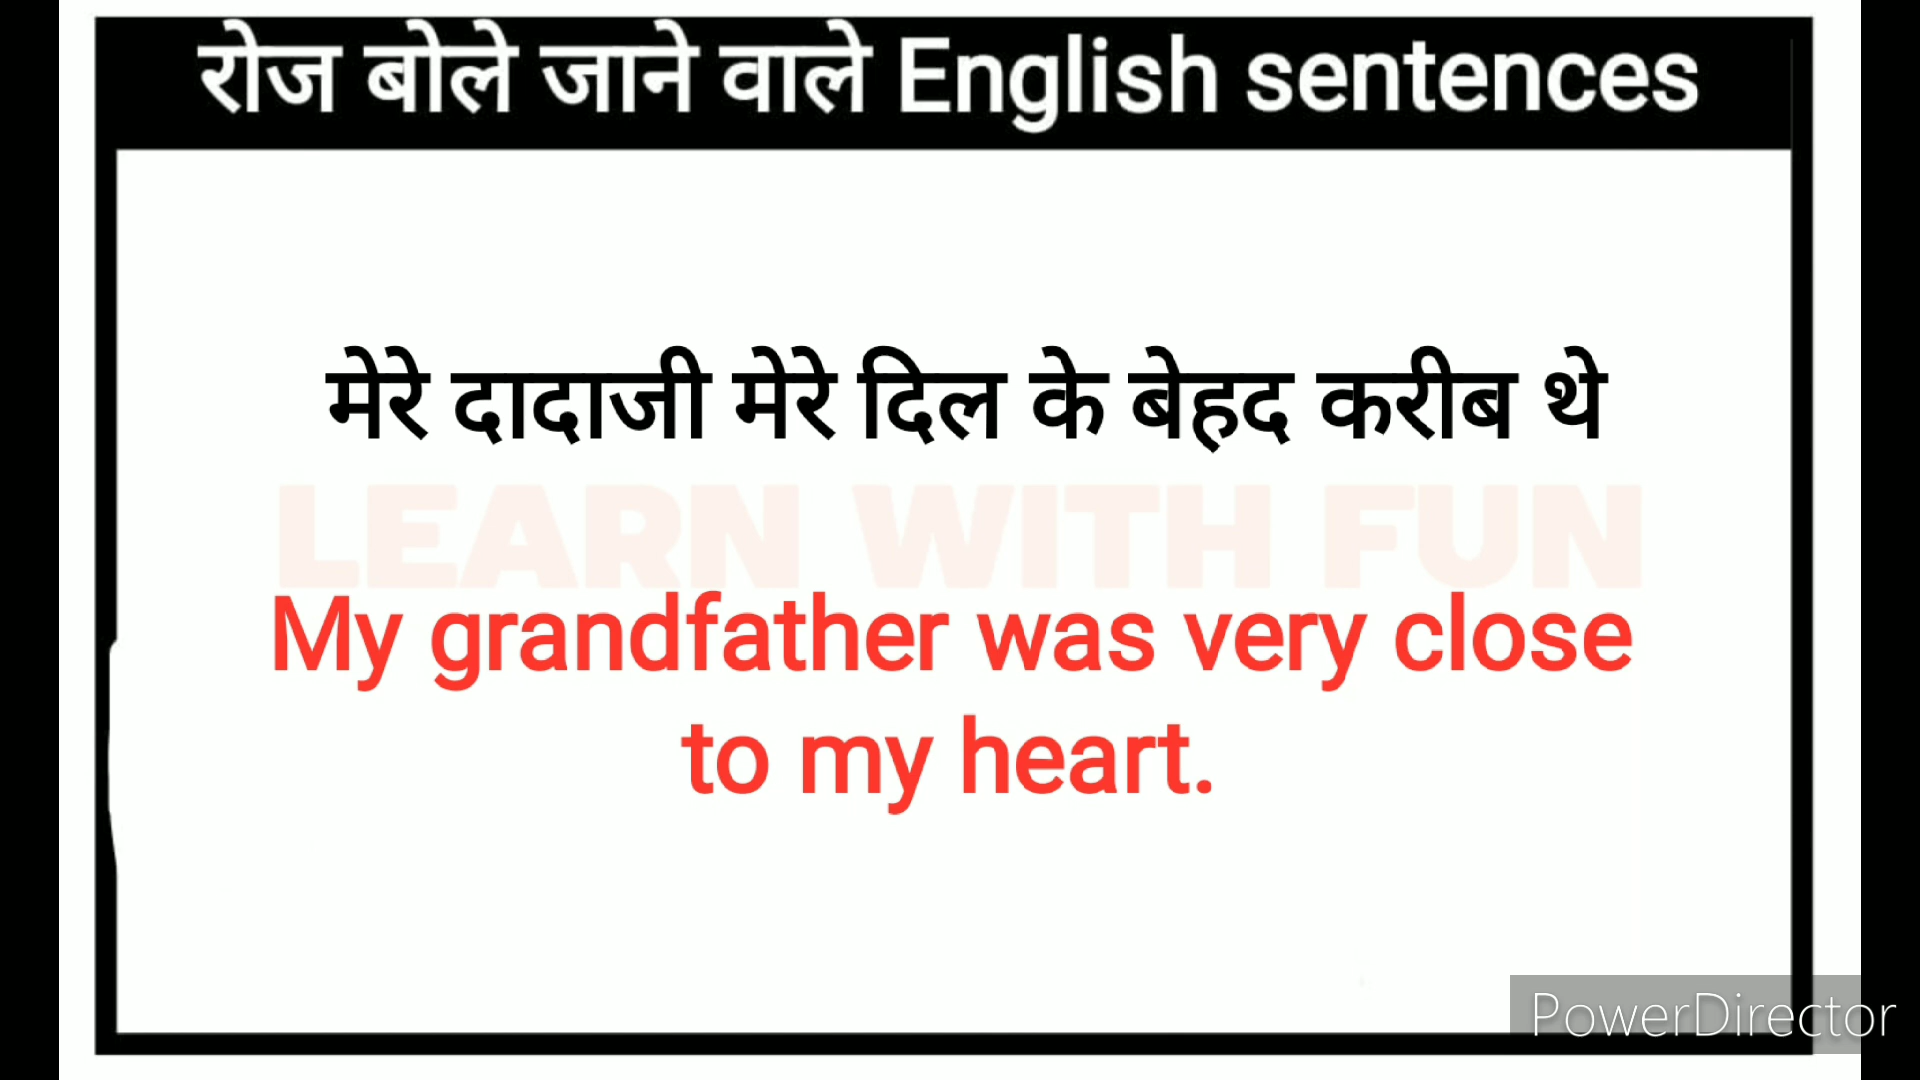 रोज बोले जाने वाले English sentences
मेरे दादाजी मेरे दिल के बेहद करीब थे
LEARN WITH FUN
My grandfather was very close
to my heart.
PowerDirector